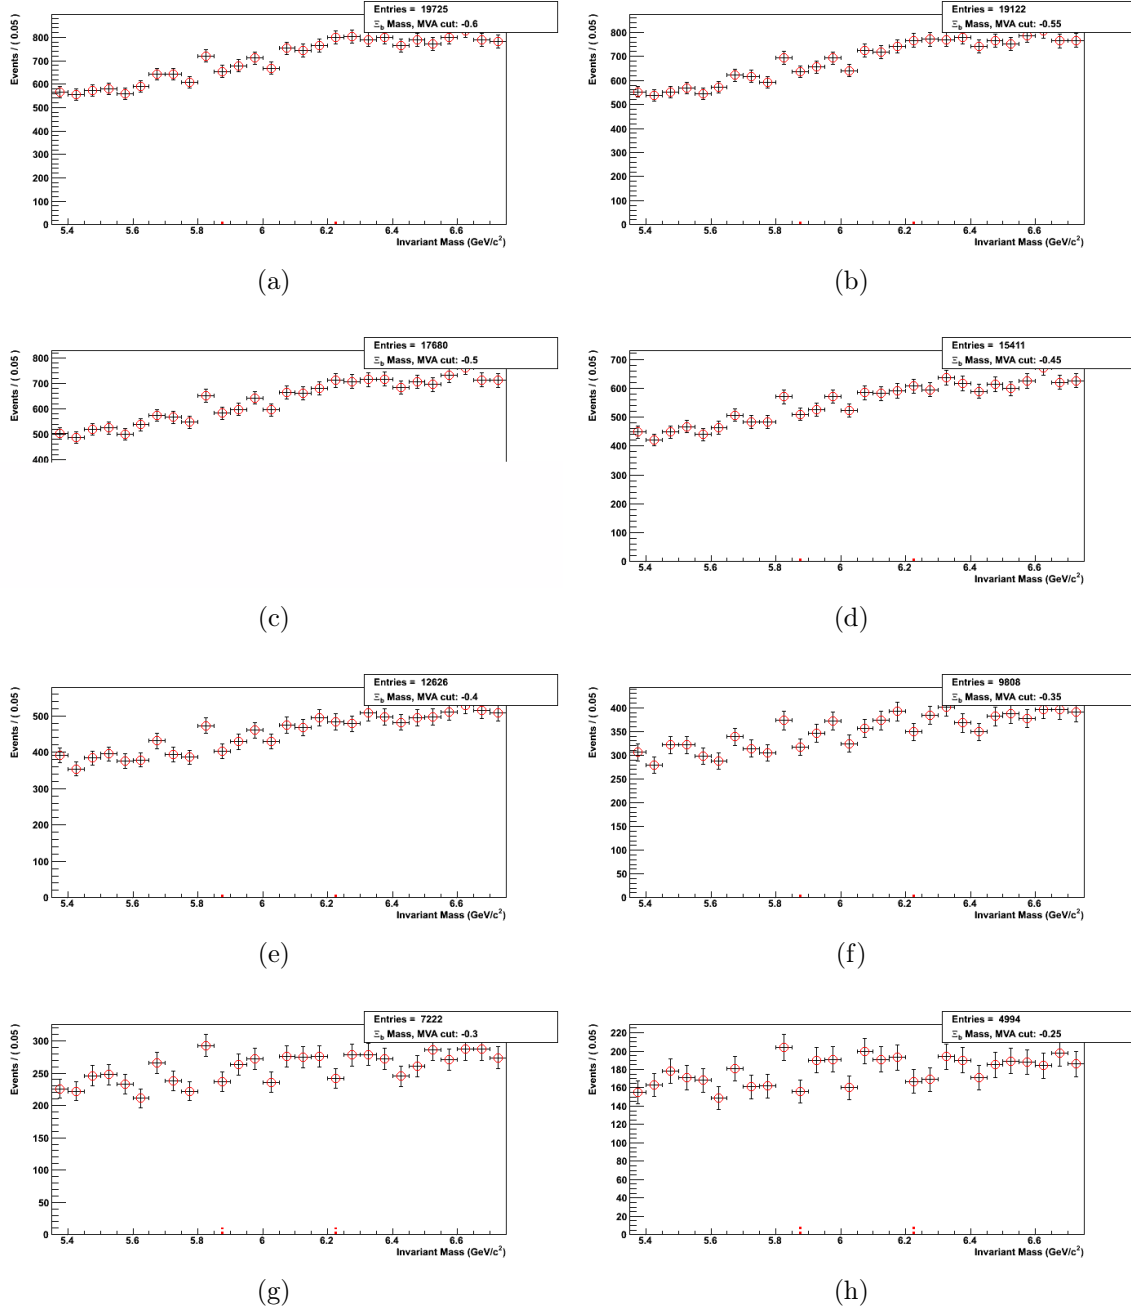 Entries = 19725
Ξb Mass, MVA cut: -0.6
Events / ( 0.05 )
800
700
600
500
400
300
200
100
0
5.4 5.6 5.8 6 6.2 6.4 6.6
Invariant Mass (GeV/c²)
(a)
Entries = 19122
Ξb Mass, MVA cut: -0.55
Events / ( 0.05 )
800
700
600
500
400
300
200
100
0
5.4 5.6 5.8 6 6.2 6.4 6.6
Invariant Mass (GeV/c²)
(b)
Entries = 17680
Ξb Mass, MVA cut: -0.5
Events / ( 0.05 )
800
700
600
500
400
(c)
Entries = 15411
Ξb Mass, MVA cut: -0.45
Events / ( 0.05 )
700
600
500
400
300
200
100
0
5.4 5.6 5.8 6 6.2 6.4 6.6
Invariant Mass (GeV/c²)
(d)
Entries = 12626
Ξb Mass, MVA cut: -0.4
Events / ( 0.05 )
500
400
300
200
100
0
5.4 5.6 5.8 6 6.2 6.4 6.6
Invariant Mass (GeV/c²)
(e)
Entries = 9808
Ξb Mass, MVA cut: -0.35
Events / ( 0.05 )
400
350
300
250
200
150
100
50
0
5.4 5.6 5.8 6 6.2 6.4 6.6
Invariant Mass (GeV/c²)
(f)
Entries = 7222
Ξb Mass, MVA cut: -0.3
Events / ( 0.05 )
300
250
200
150
100
50
0
5.4 5.6 5.8 6 6.2 6.4 6.6
Invariant Mass (GeV/c²)
(g)
Entries = 4994
Ξb Mass, MVA cut: -0.25
Events / ( 0.05 )
220
200
180
160
140
120
100
80
60
40
20
0
5.4 5.6 5.8 6 6.2 6.4 6.6
Invariant Mass (GeV/c²)
(h)